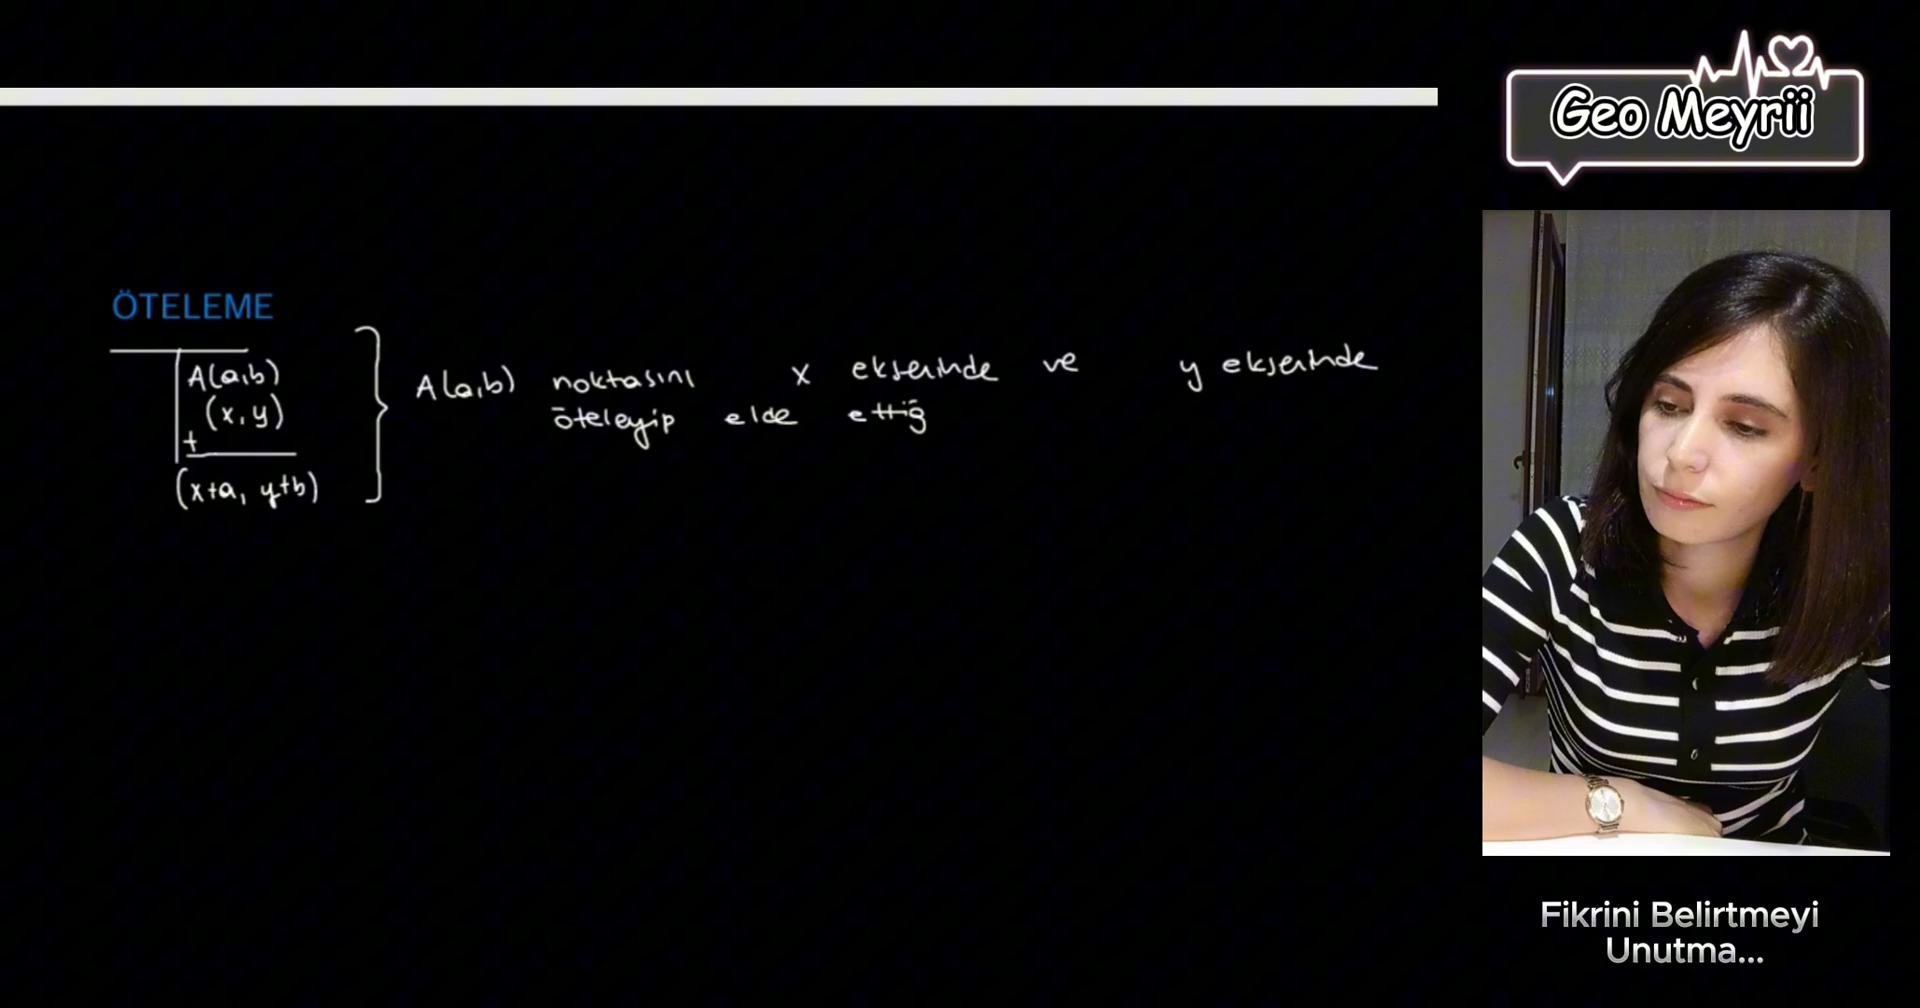 Geo Meyrii
ÖTELEME
A(a,b)
(x,y)
+
(x+a, y+b)
A(a,b) noktasını x ekseninde ve y ekseninde
öteleyip elde ettiğ
Fikrini Belirtmeyi
Unutma...